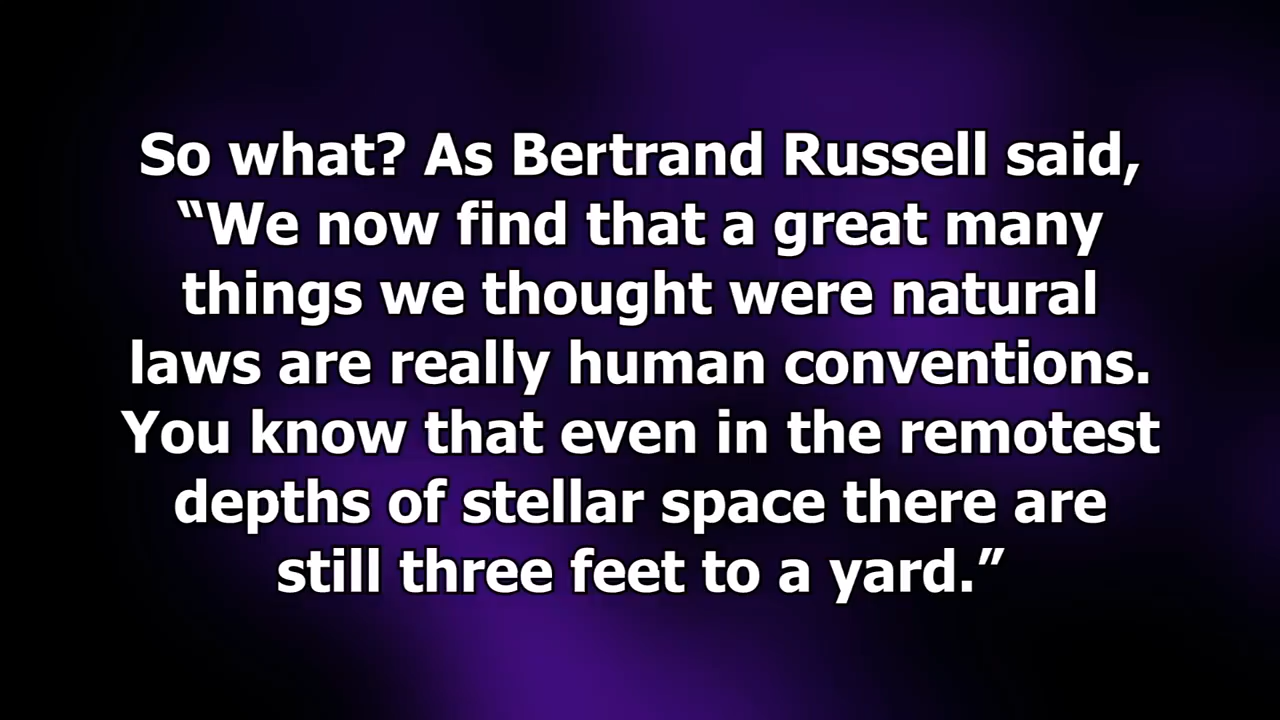 So what? As Bertrand Russell said,
“We now find that a great many
things we thought were natural
laws are really human conventions.
You know that even in the remotest
depths of stellar space there are
still three feet to a yard.”